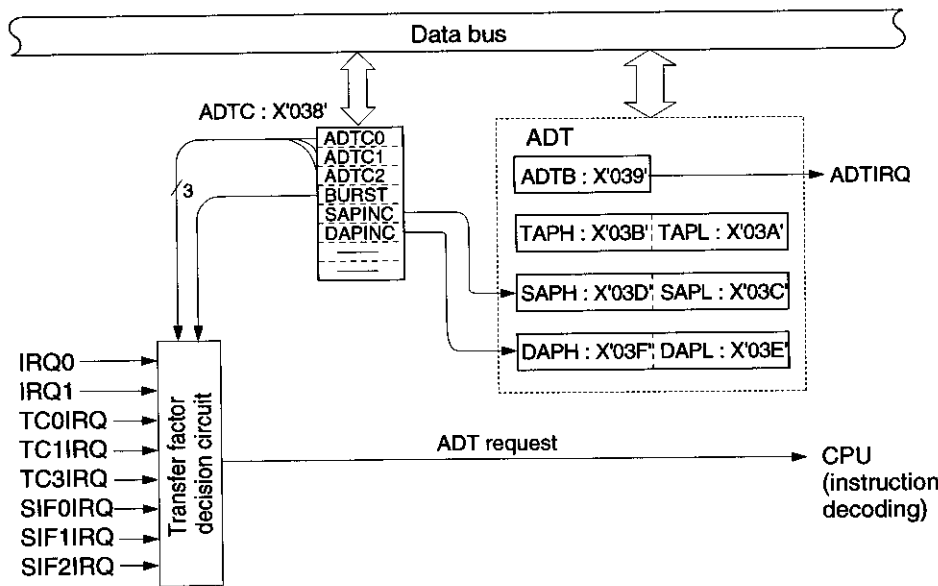 Data bus
ADTC : X'038'
ADTC0
ADTC1
ADTC2
BURST
SAPINC
DAPINC
3
ADT
ADTB : X'039'
ADTIRQ
TAPH : X'03B' TAPL : X'03A'
SAPH : X'03D' SAPL : X'03C'
DAPH : X'03F' DAPL : X'03E'
IRQ0
IRQ1
TC0IRQ
TC1IRQ
TC3IRQ
SIF0IRQ
SIF1IRQ
SIF2IRQ
Transfer factor
decision circuit
ADT request
CPU
(instruction
decoding)